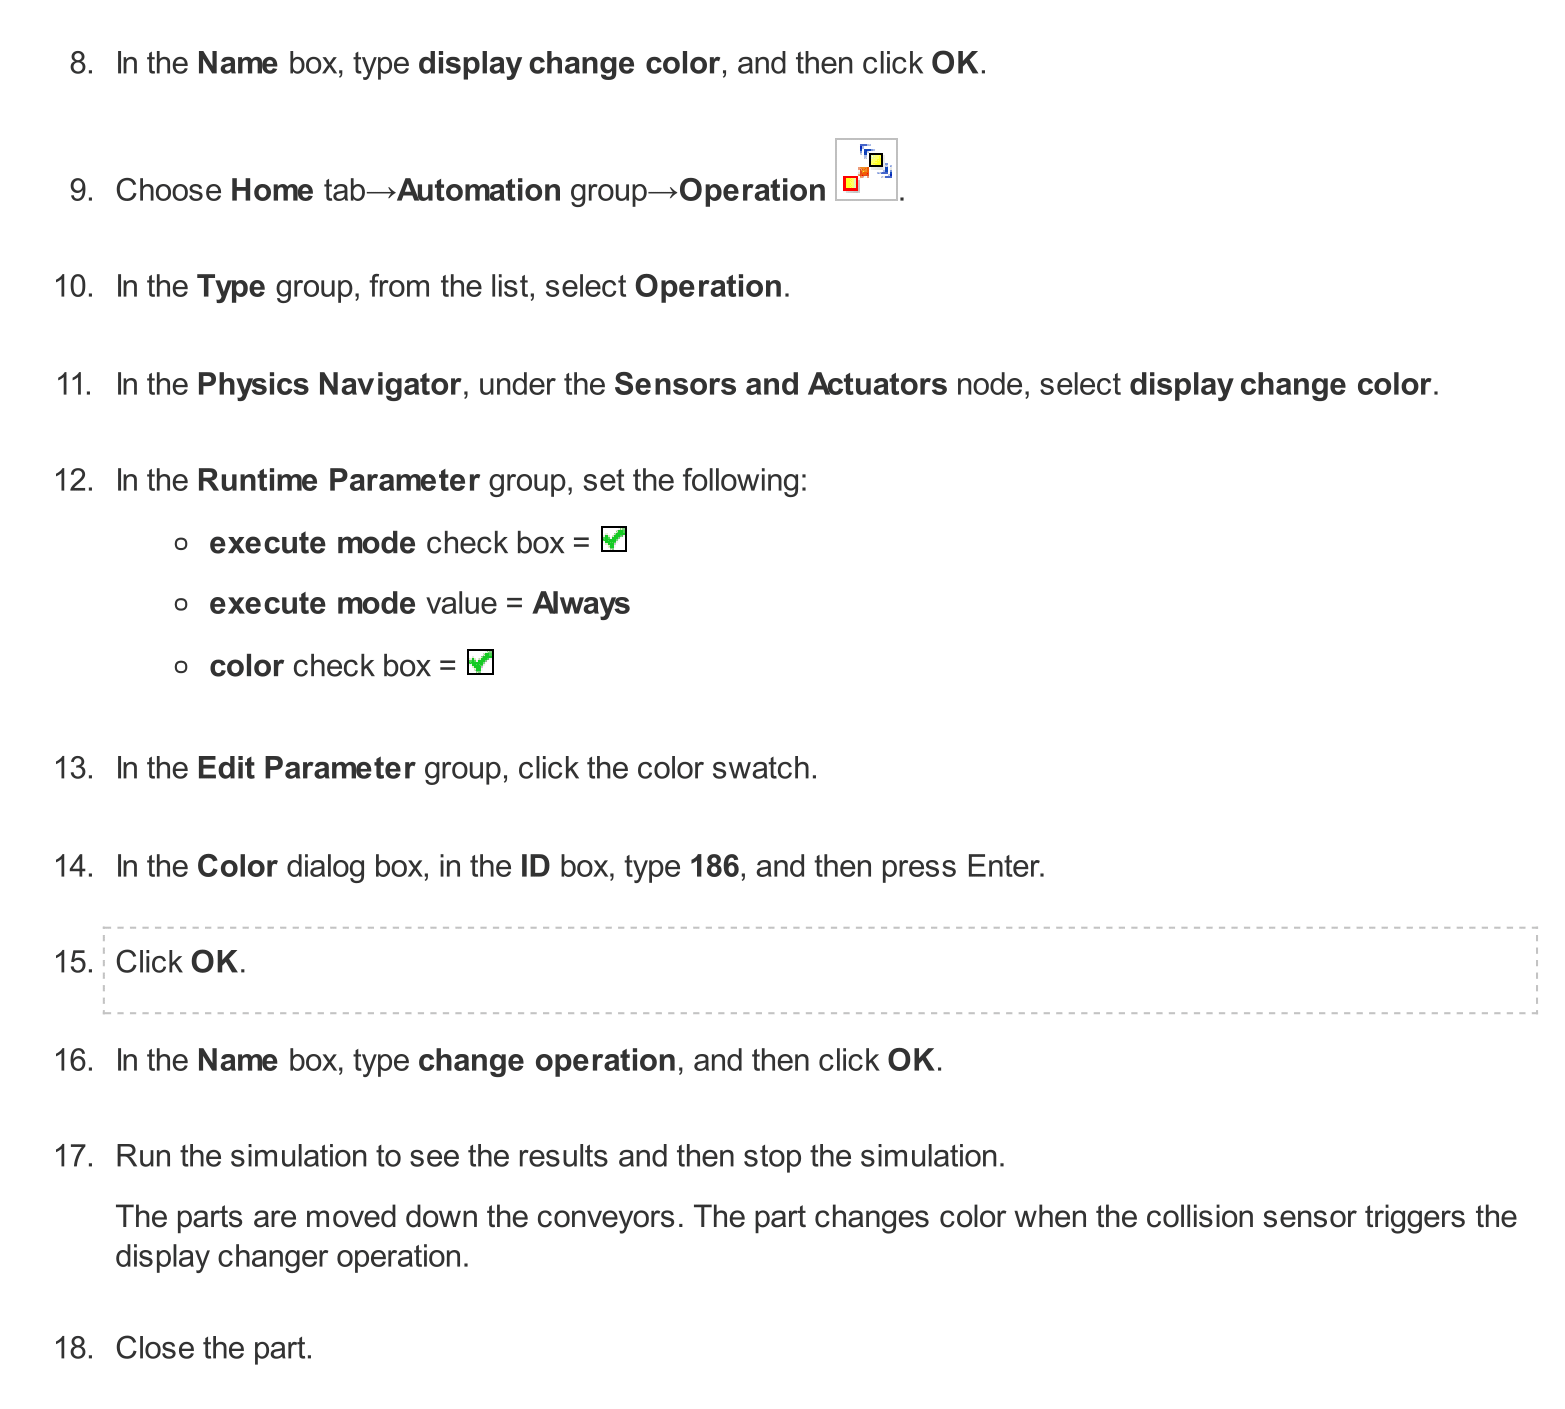 8. In the Name box, type display change color, and then click OK.
9. Choose Home tab→Automation group→Operation .
10. In the Type group, from the list, select Operation.
11. In the Physics Navigator, under the Sensors and Actuators node, select display change color.
12. In the Runtime Parameter group, set the following:
○ execute mode check box =
○ execute mode value = Always
○ color check box =
13. In the Edit Parameter group, click the color swatch.
14. In the Color dialog box, in the ID box, type 186, and then press Enter.
15. Click OK.
16. In the Name box, type change operation, and then click OK.
17. Run the simulation to see the results and then stop the simulation.
The parts are moved down the conveyors. The part changes color when the collision sensor triggers the
display changer operation.
18. Close the part.